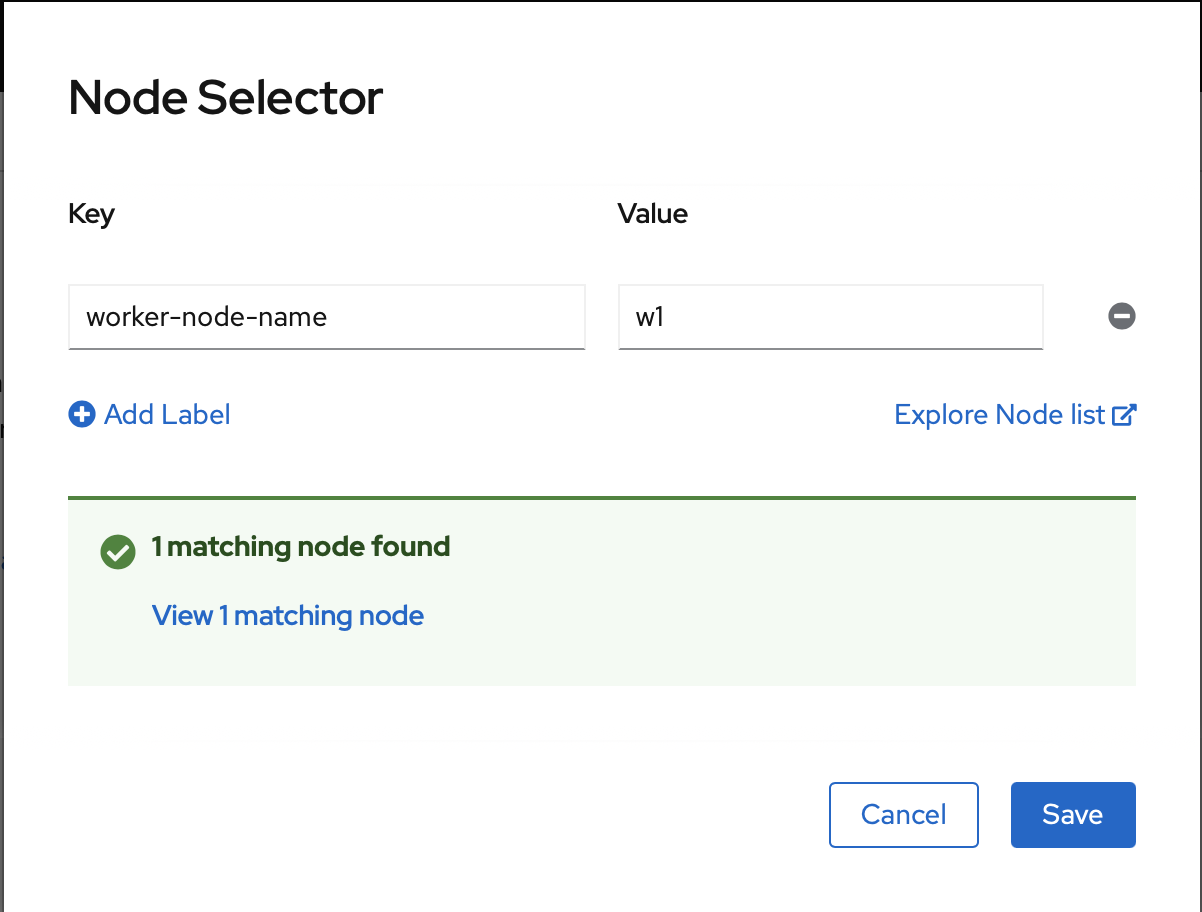 Node Selector
Key Value
worker-node-name w1
Add Label Explore Node list
1 matching node found
View 1 matching node
Cancel Save